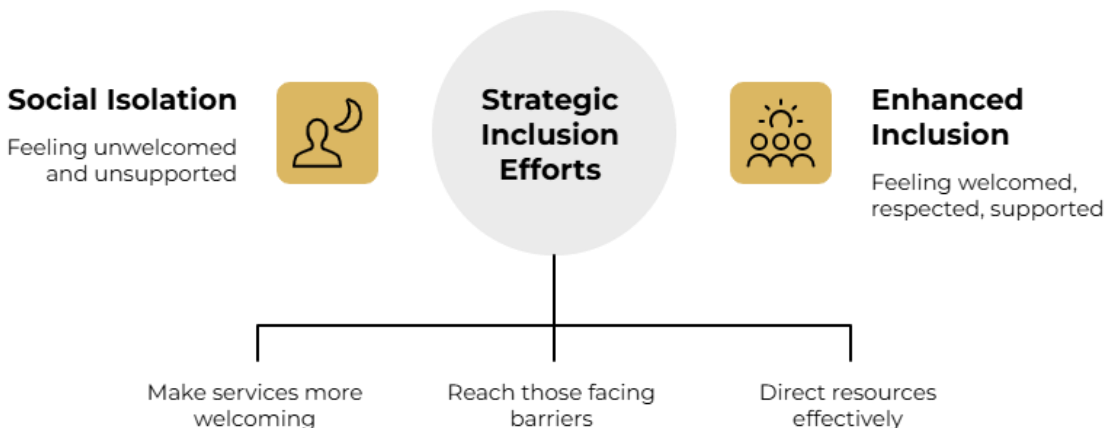 Social Isolation
Feeling unwelcomed
and unsupported
Strategic
Inclusion
Efforts
Enhanced
Inclusion
Feeling welcomed,
respected, supported
Make services more
welcoming
Reach those facing
barriers
Direct resources
effectively